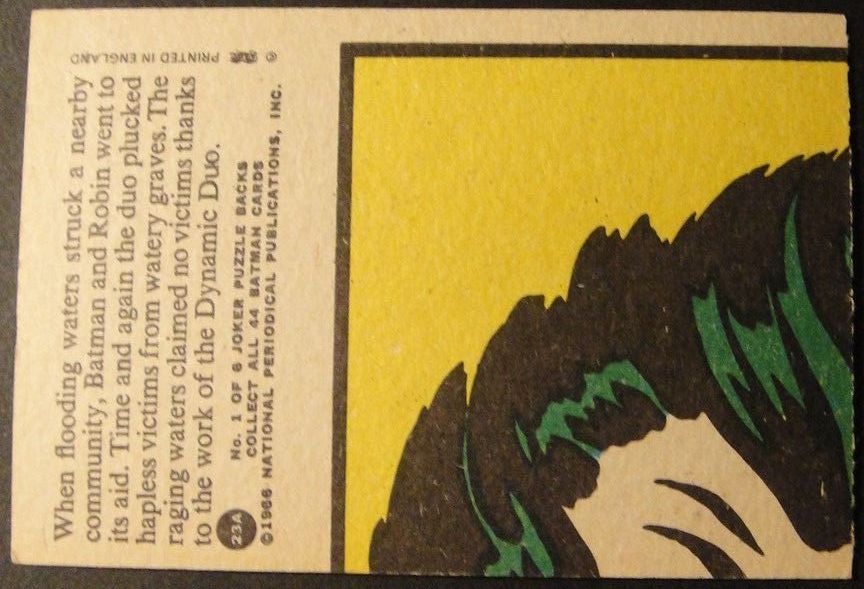 When flooding waters struck a nearby
community, Batman and Robin went to
its aid. Time and again the duo plucked
hapless victims from watery graves. The
raging waters claimed no victims thanks
to the work of the Dynamic Duo.
23A
No. 1 OF 6 JOKER PUZZLE BACKS
COLLECT ALL 44 BATMAN CARDS
©1966 NATIONAL PERIODICAL PUBLICATIONS, INC.
© PRINTED IN ENGLAND